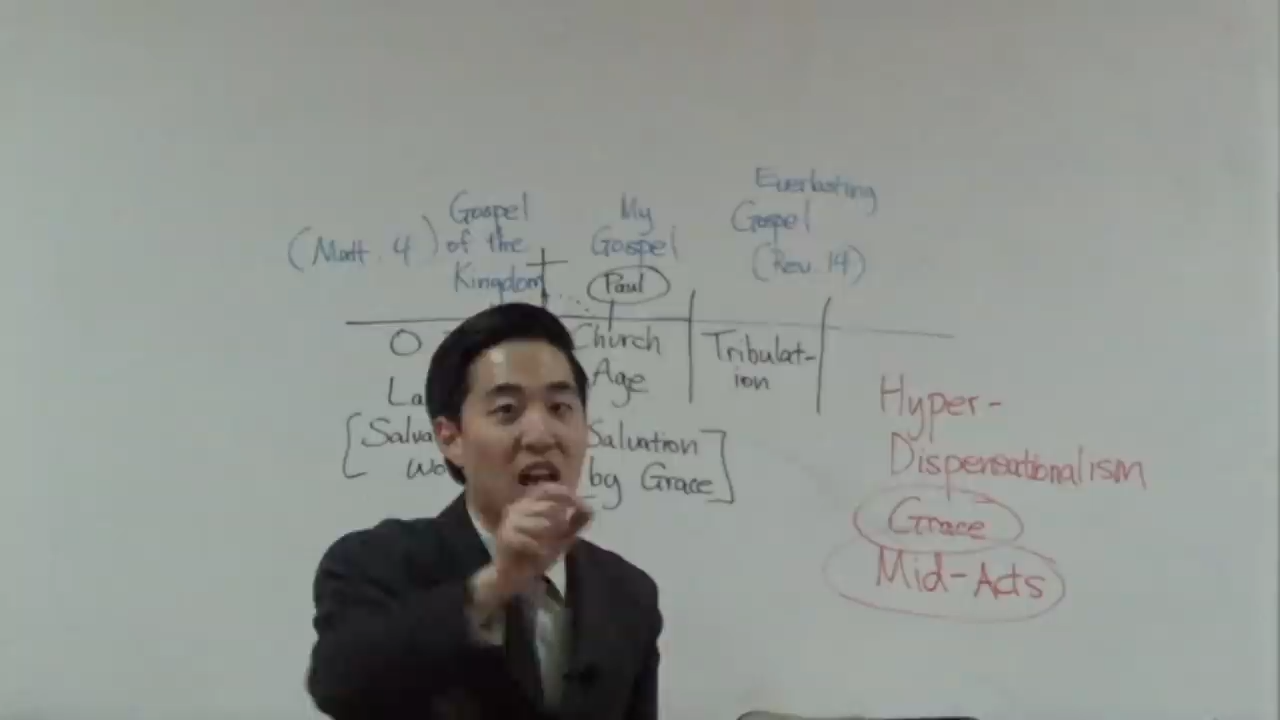 Everlasting
Gospel
(Rev. 14)
Gospel
(Matt. 4) of the
Kingdom
My
Gospel
Paul
O
Church
Age
Tribulat-
ion
La
[Salva
wo
Salvation
by Grace]
Hyper-
Dispensationalism
Grace
Mid-Acts